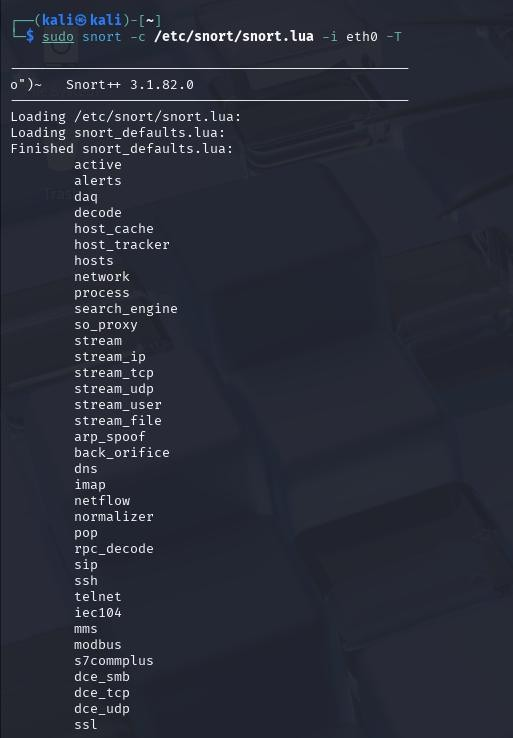 (kali㉿kali)-[~]
$ sudo snort -c /etc/snort/snort.lua -i eth0 -T
o")~ Snort++ 3.1.82.0
Loading /etc/snort/snort.lua:
Loading snort_defaults.lua:
Finished snort_defaults.lua:
active
alerts
daq
decode
host_cache
host_tracker
hosts
network
process
search_engine
so_proxy
stream
stream_ip
stream_tcp
stream_udp
stream_user
stream_file
arp_spoof
back_orifice
dns
imap
netflow
normalizer
pop
rpc_decode
sip
ssh
telnet
iec104
mms
modbus
s7commplus
dce_smb
dce_tcp
dce_udp
ssl